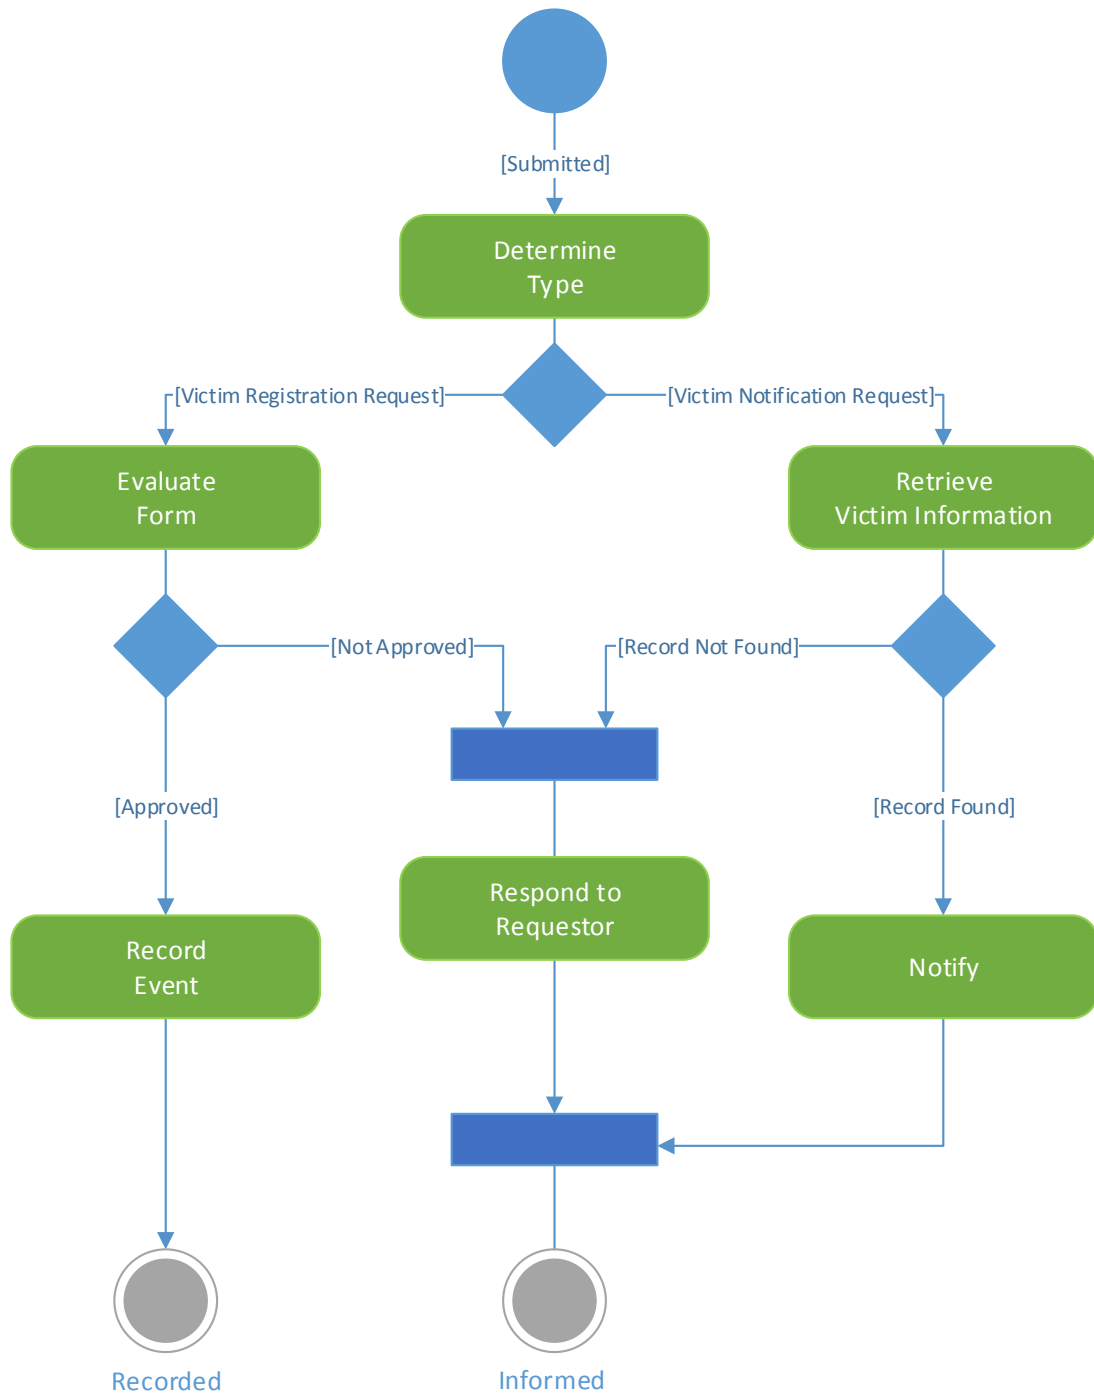 [Submitted]
Determine
Type
[Victim Registration Request]
[Victim Notification Request]
Evaluate
Form
Retrieve
Victim Information
[Not Approved]
[Record Not Found]
[Approved]
[Record Found]
Respond to
Requestor
Record
Event
Notify
Recorded
Informed